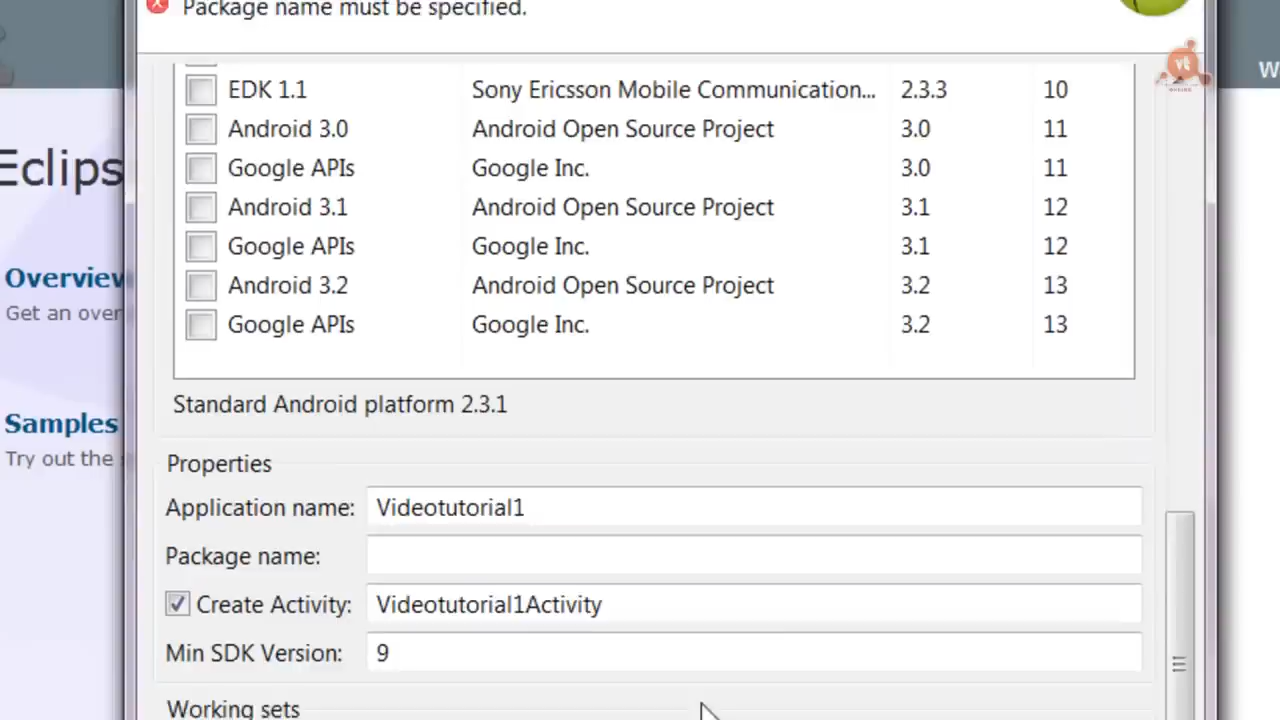 Package name must be specified.
EDK 1.1 Sony Ericsson Mobile Communication... 2.3.3 10
Android 3.0 Android Open Source Project 3.0 11
Google APIs Google Inc. 3.0 11
Android 3.1 Android Open Source Project 3.1 12
Google APIs Google Inc. 3.1 12
Android 3.2 Android Open Source Project 3.2 13
Google APIs Google Inc. 3.2 13
Standard Android platform 2.3.1
Properties
Application name: Videotutorial1
Package name:
Create Activity: Videotutorial1Activity
Min SDK Version: 9
Working sets
Eclips
Overview
Get an over
Samples
Try out the
W
vt